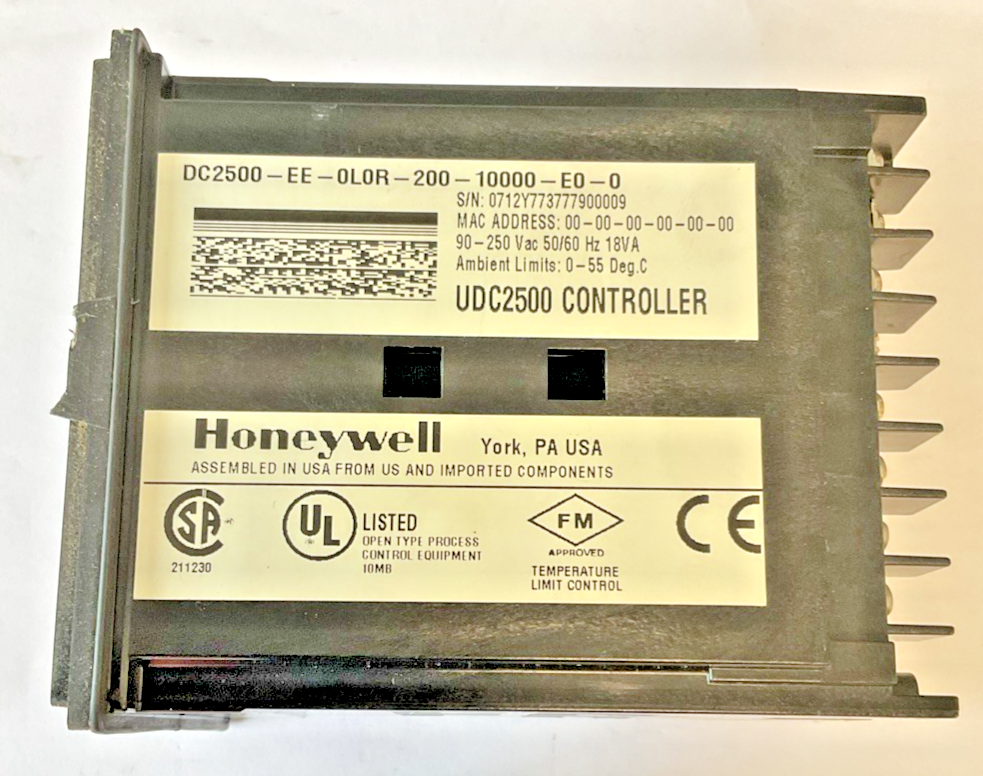 DC2500-EE-0L0R-200-10000-E0-0
S/N: 0712Y773777900009
MAC ADDRESS: 00-00-00-00-00-00
90-250 Vac 50/60 Hz 18VA
Ambient Limits: 0-55 Deg.C
UDC2500 CONTROLLER
Honeywell York, PA USA
ASSEMBLED IN USA FROM US AND IMPORTED COMPONENTS
SA
211230
UL
LISTED
OPEN TYPE PROCESS
CONTROL EQUIPMENT
10MB
FM
APPROVED
TEMPERATURE
LIMIT CONTROL
CE